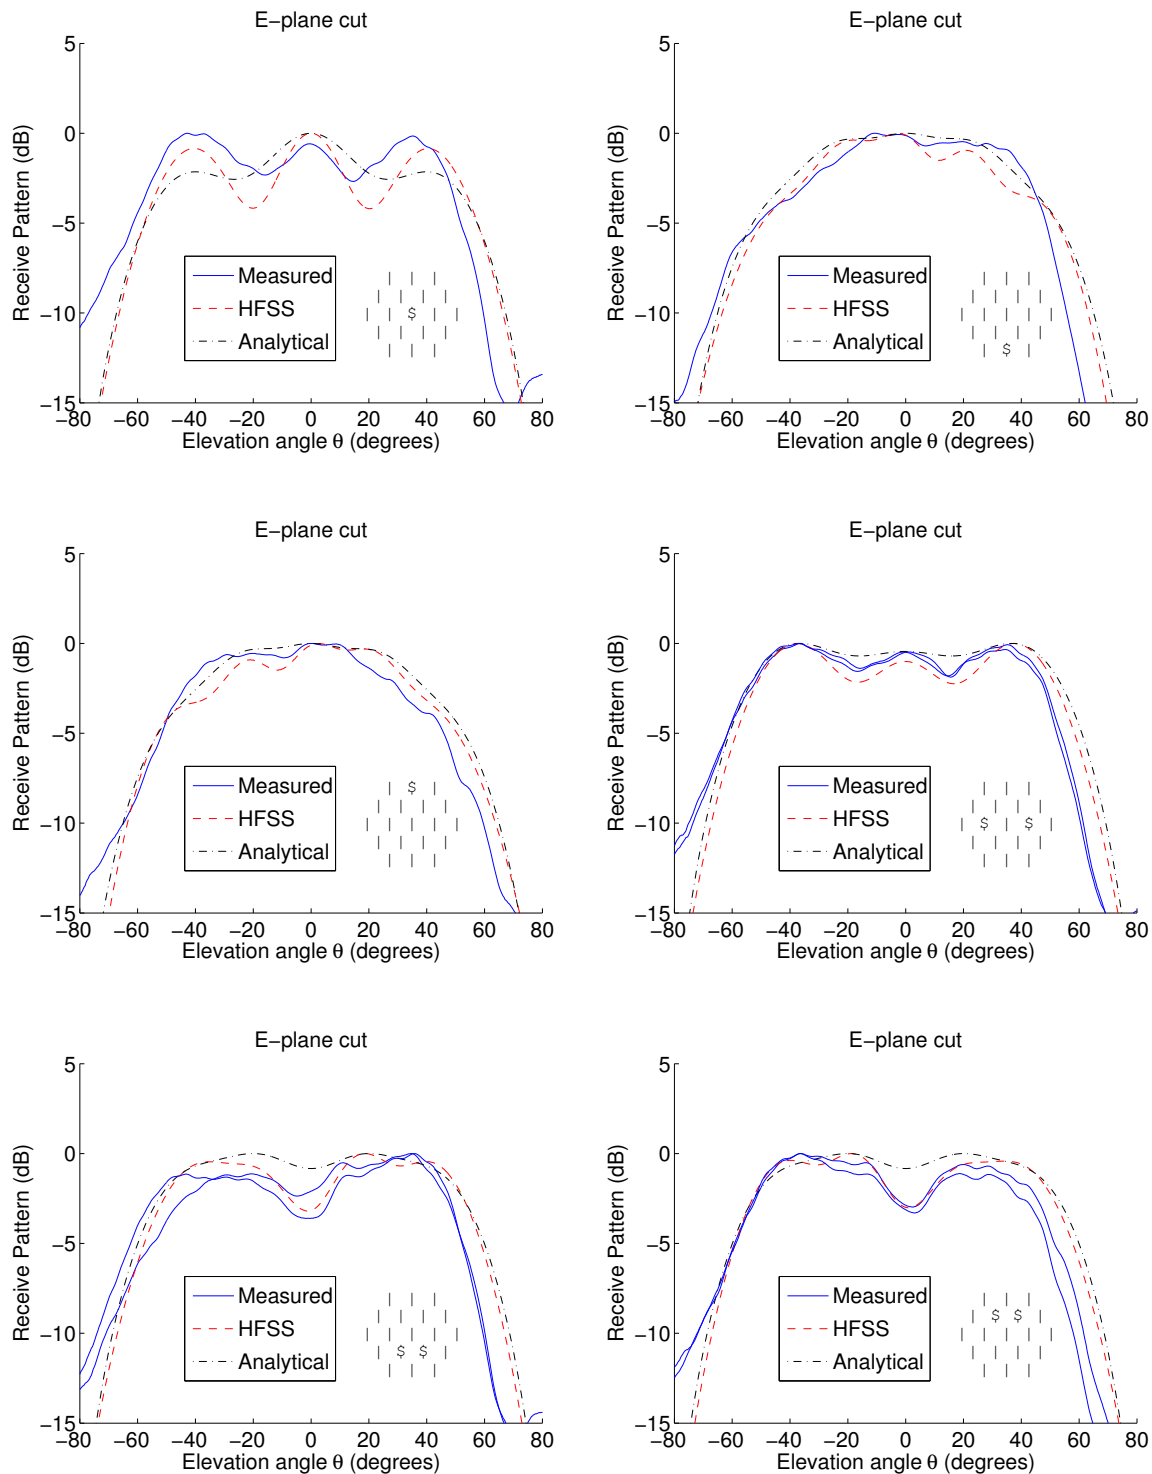 E−plane cut
5
0
−5
−10
−15
−80 −60 −40 −20 0 20 40 60 80
Receive Pattern (dB)
Elevation angle θ (degrees)
Measured
HFSS
Analytical
| | |
| | | |
| | $ | |
| | | |
| | |
E−plane cut
5
0
−5
−10
−15
−80 −60 −40 −20 0 20 40 60 80
Receive Pattern (dB)
Elevation angle θ (degrees)
Measured
HFSS
Analytical
| | |
| | | |
| | | | |
| | | |
| $ |
E−plane cut
5
0
−5
−10
−15
−80 −60 −40 −20 0 20 40 60 80
Receive Pattern (dB)
Elevation angle θ (degrees)
Measured
HFSS
Analytical
| $ |
| | | |
| | | | |
| | | |
| | |
E−plane cut
5
0
−5
−10
−15
−80 −60 −40 −20 0 20 40 60 80
Receive Pattern (dB)
Elevation angle θ (degrees)
Measured
HFSS
Analytical
| | |
| | | |
| $ | $ |
| | | |
| | |
E−plane cut
5
0
−5
−10
−15
−80 −60 −40 −20 0 20 40 60 80
Receive Pattern (dB)
Elevation angle θ (degrees)
Measured
HFSS
Analytical
| | |
| | | |
| | | | |
| $ $ |
| | |
E−plane cut
5
0
−5
−10
−15
−80 −60 −40 −20 0 20 40 60 80
Receive Pattern (dB)
Elevation angle θ (degrees)
Measured
HFSS
Analytical
| | |
| $ $ |
| | | | |
| | | |
| | |